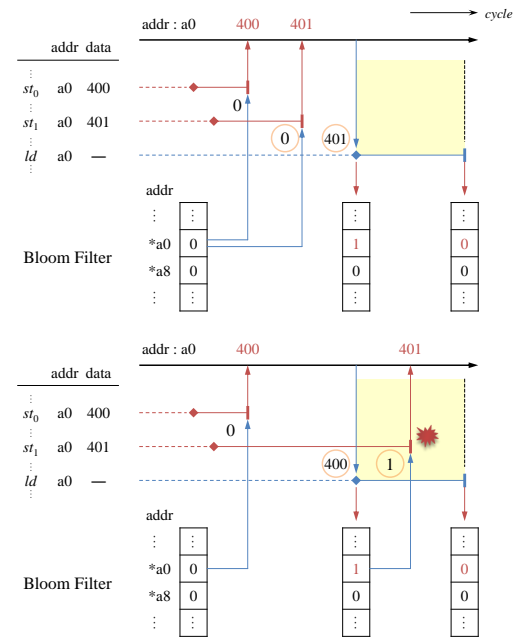 cycle
addr : a0 400 401
addr data
⋮
st0 a0 400
0
⋮
st1 a0 401
0 401
⋮
ld a0 —
⋮
addr
⋮ ⋮ ⋮ ⋮
*a0 0 1 0
Bloom Filter
*a8 0 0 0
⋮ ⋮ ⋮ ⋮
addr : a0 400 401
addr data
⋮
st0 a0 400
0
⋮
st1 a0 401
400 1
⋮
ld a0 —
⋮
addr
⋮ ⋮ ⋮ ⋮
*a0 0 1 0
Bloom Filter
*a8 0 0 0
⋮ ⋮ ⋮ ⋮